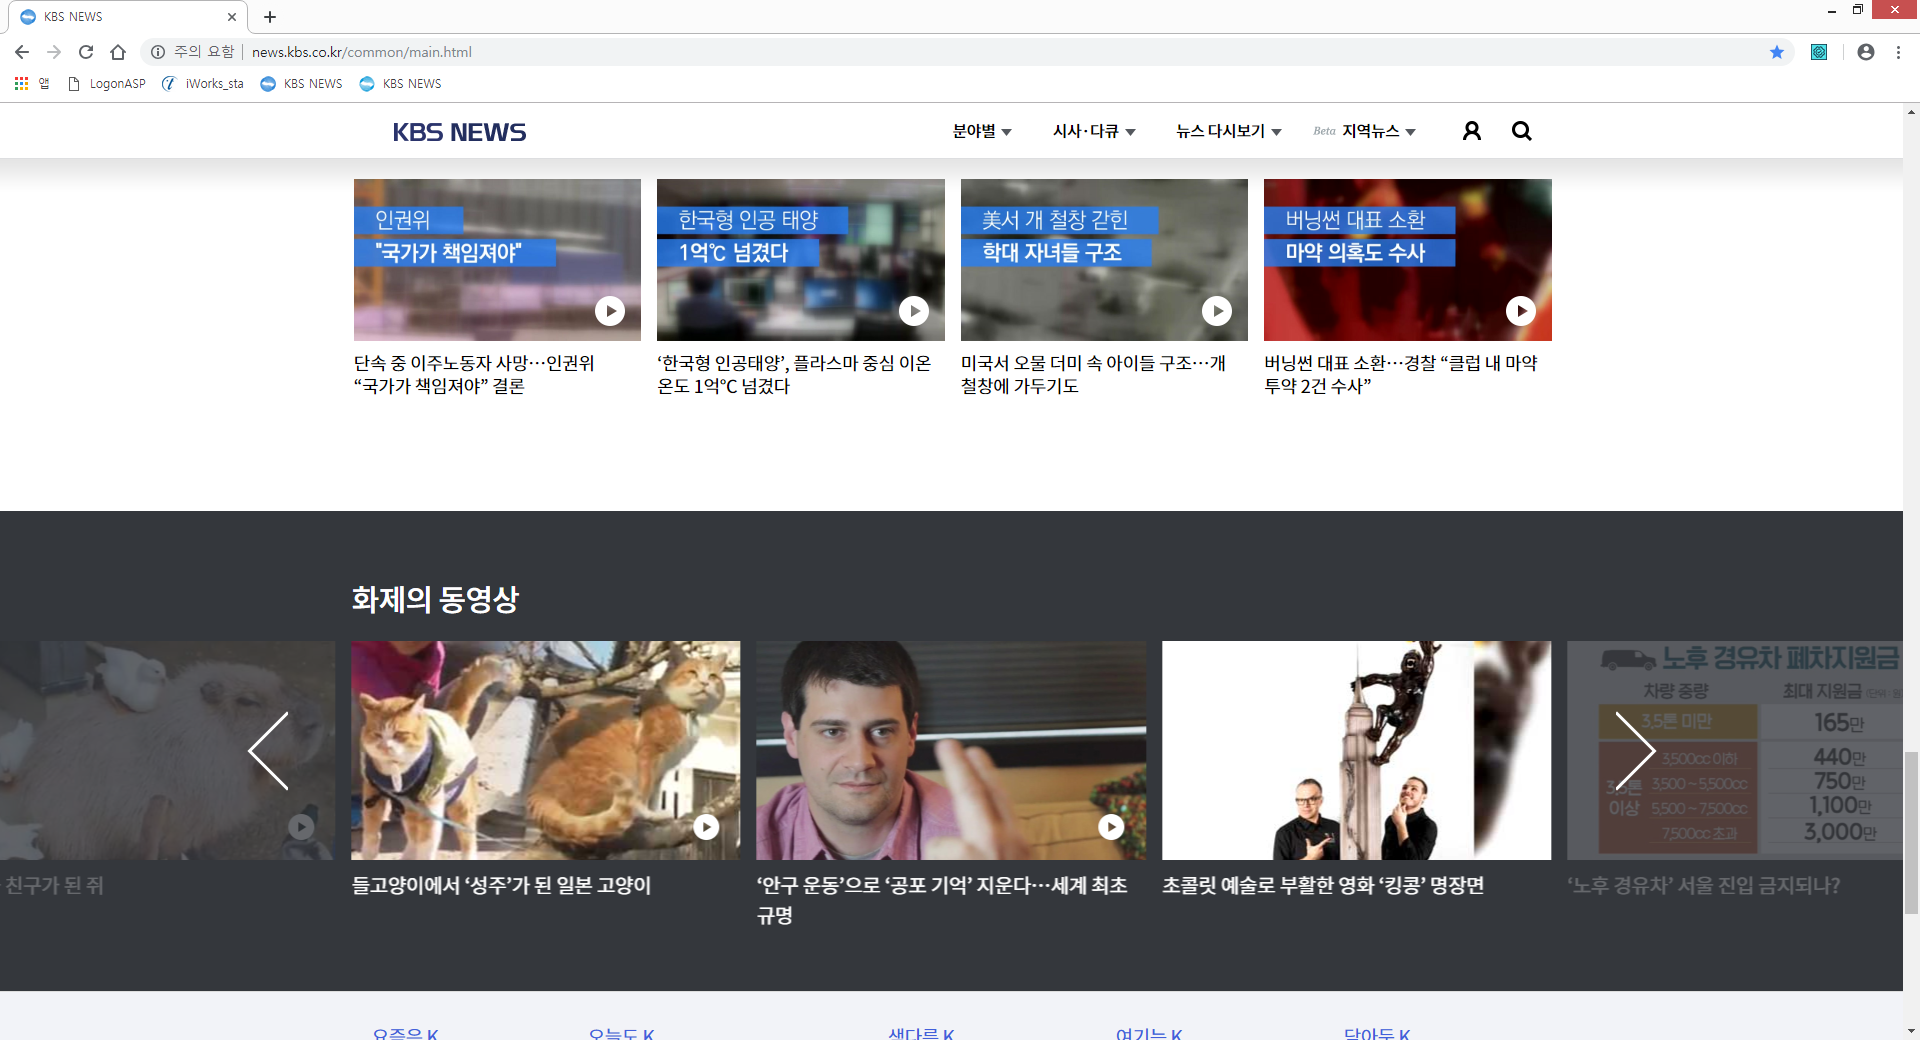 KBS NEWS
주의 요함
news.kbs.co.kr/common/main.html
앱
LogonASP
iWorks_sta
KBS NEWS
KBS NEWS
KBS NEWS
분야별
시사·다큐
뉴스 다시보기
Beta 지역뉴스
인권위
"국가가 책임져야"
한국형 인공 태양
1억℃ 넘겼다
美서 개 철창 갇힌
학대 자녀들 구조
버닝썬 대표 소환
마약 의혹도 수사
단속 중 이주노동자 사망…인권위
“국가가 책임져야” 결론
‘한국형 인공태양’, 플라스마 중심 이온
온도 1억℃ 넘겼다
미국서 오물 더미 속 아이들 구조…개
철창에 가두기도
버닝썬 대표 소환…경찰 “클럽 내 마약
투약 2건 수사”
화제의 동영상
노후 경유차 폐차지원금
차량 중량
최대 지원금
3,5톤 미만
165만
3,5톤
이상
3,500cc 이하
440만
3,500 ~ 5,500cc
750만
5,500 ~ 7,500cc
1,100만
7,500cc 초과
3,000만
친구가 된 쥐
들고양이에서 ‘성주’가 된 일본 고양이
‘안구 운동’으로 ‘공포 기억’ 지운다…세계 최초
규명
초콜릿 예술로 부활한 영화 ‘킹콩’ 명장면
‘노후 경유차’ 서울 진입 금지되나?
요즘은 K
오늘도 K
색다른 K
여기는 K
담아둔 K